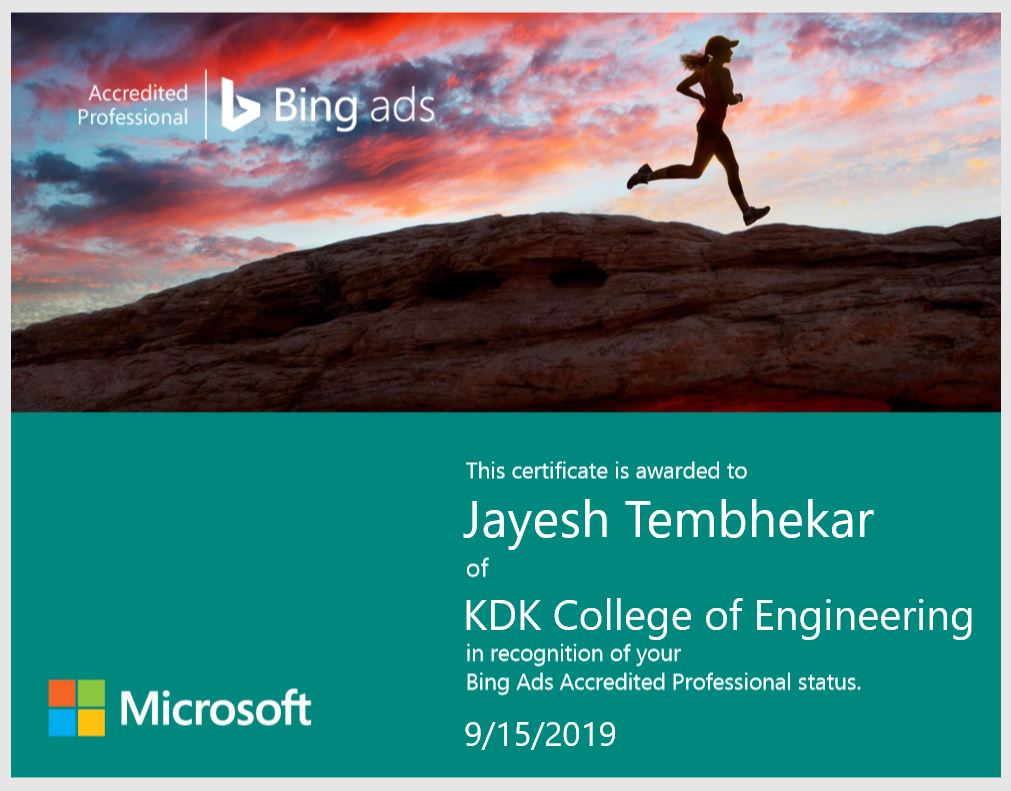 Accredited
Professional
Bing ads
This certificate is awarded to
Jayesh Tembhekar
of
KDK College of Engineering
in recognition of your
Bing Ads Accredited Professional status.
9/15/2019
Microsoft